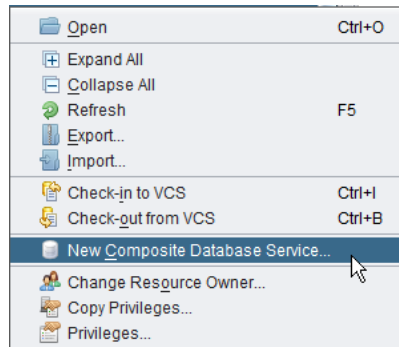 Open Ctrl+O
Expand All
Collapse All
Refresh F5
Export...
Import...
Check-in to VCS Ctrl+I
Check-out from VCS Ctrl+B
New Composite Database Service...
Change Resource Owner...
Copy Privileges...
Privileges...